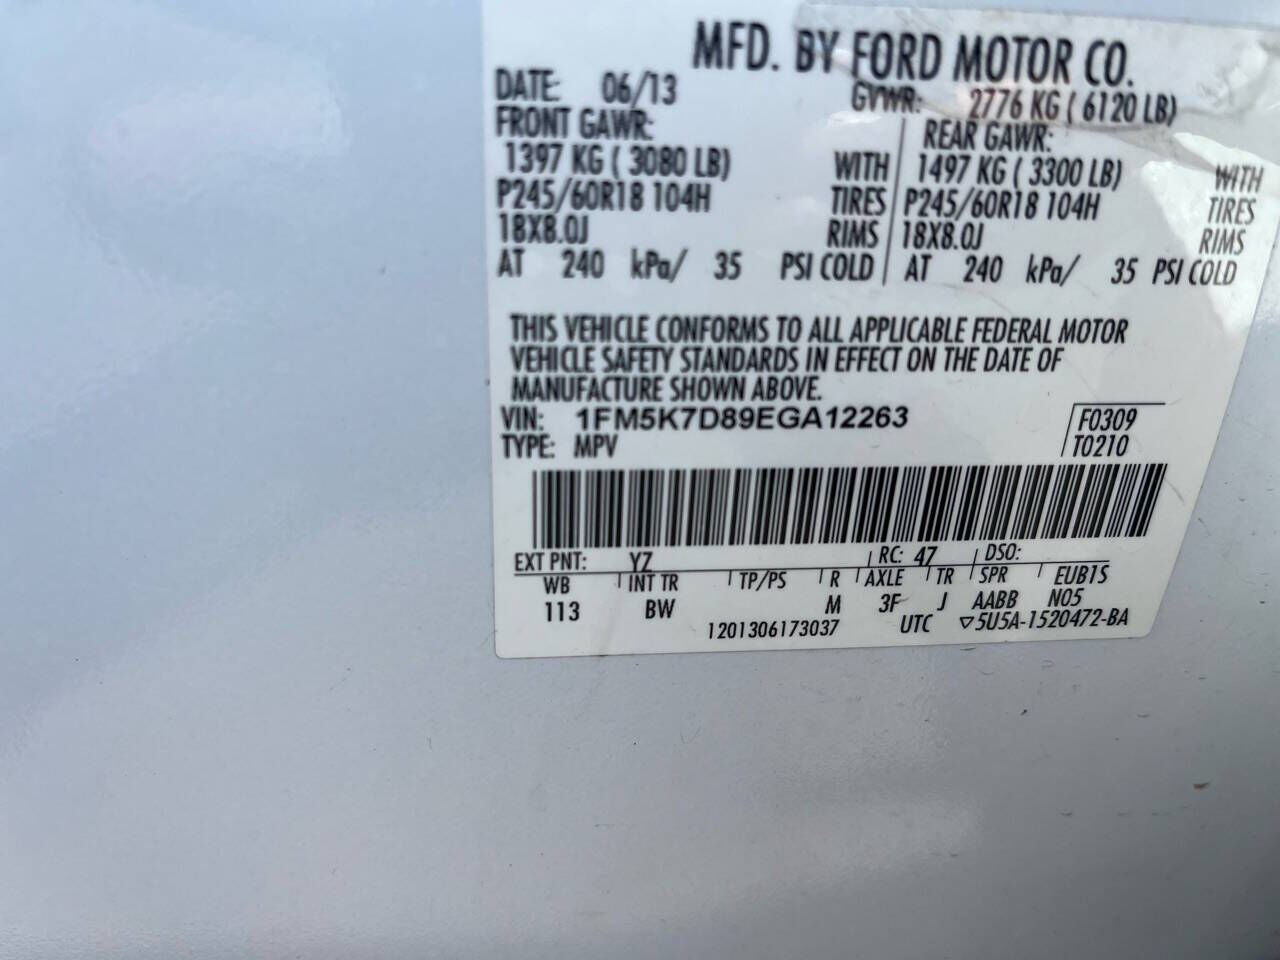 MFD. BY FORD MOTOR CO.
DATE: 06/13 GVWR: 2776 KG ( 6120 LB)
FRONT GAWR: REAR GAWR:
1397 KG ( 3080 LB) WITH 1497 KG ( 3300 LB) WITH
P245/60R18 104H TIRES P245/60R18 104H TIRES
18X8.0J RIMS 18X8.0J RIMS
AT 240 kPa/ 35 PSI COLD AT 240 kPa/ 35 PSI COLD
THIS VEHICLE CONFORMS TO ALL APPLICABLE FEDERAL MOTOR
VEHICLE SAFETY STANDARDS IN EFFECT ON THE DATE OF
MANUFACTURE SHOWN ABOVE.
VIN: 1FM5K7D89EGA12263 F0309
TYPE: MPV T0210
EXT PNT: YZ RC: 47 DSO:
WB INT TR TP/PS R AXLE TR SPR EUB1S
113 BW M 3F J AABB N05
1201306173037 UTC ▽5U5A-1520472-BA